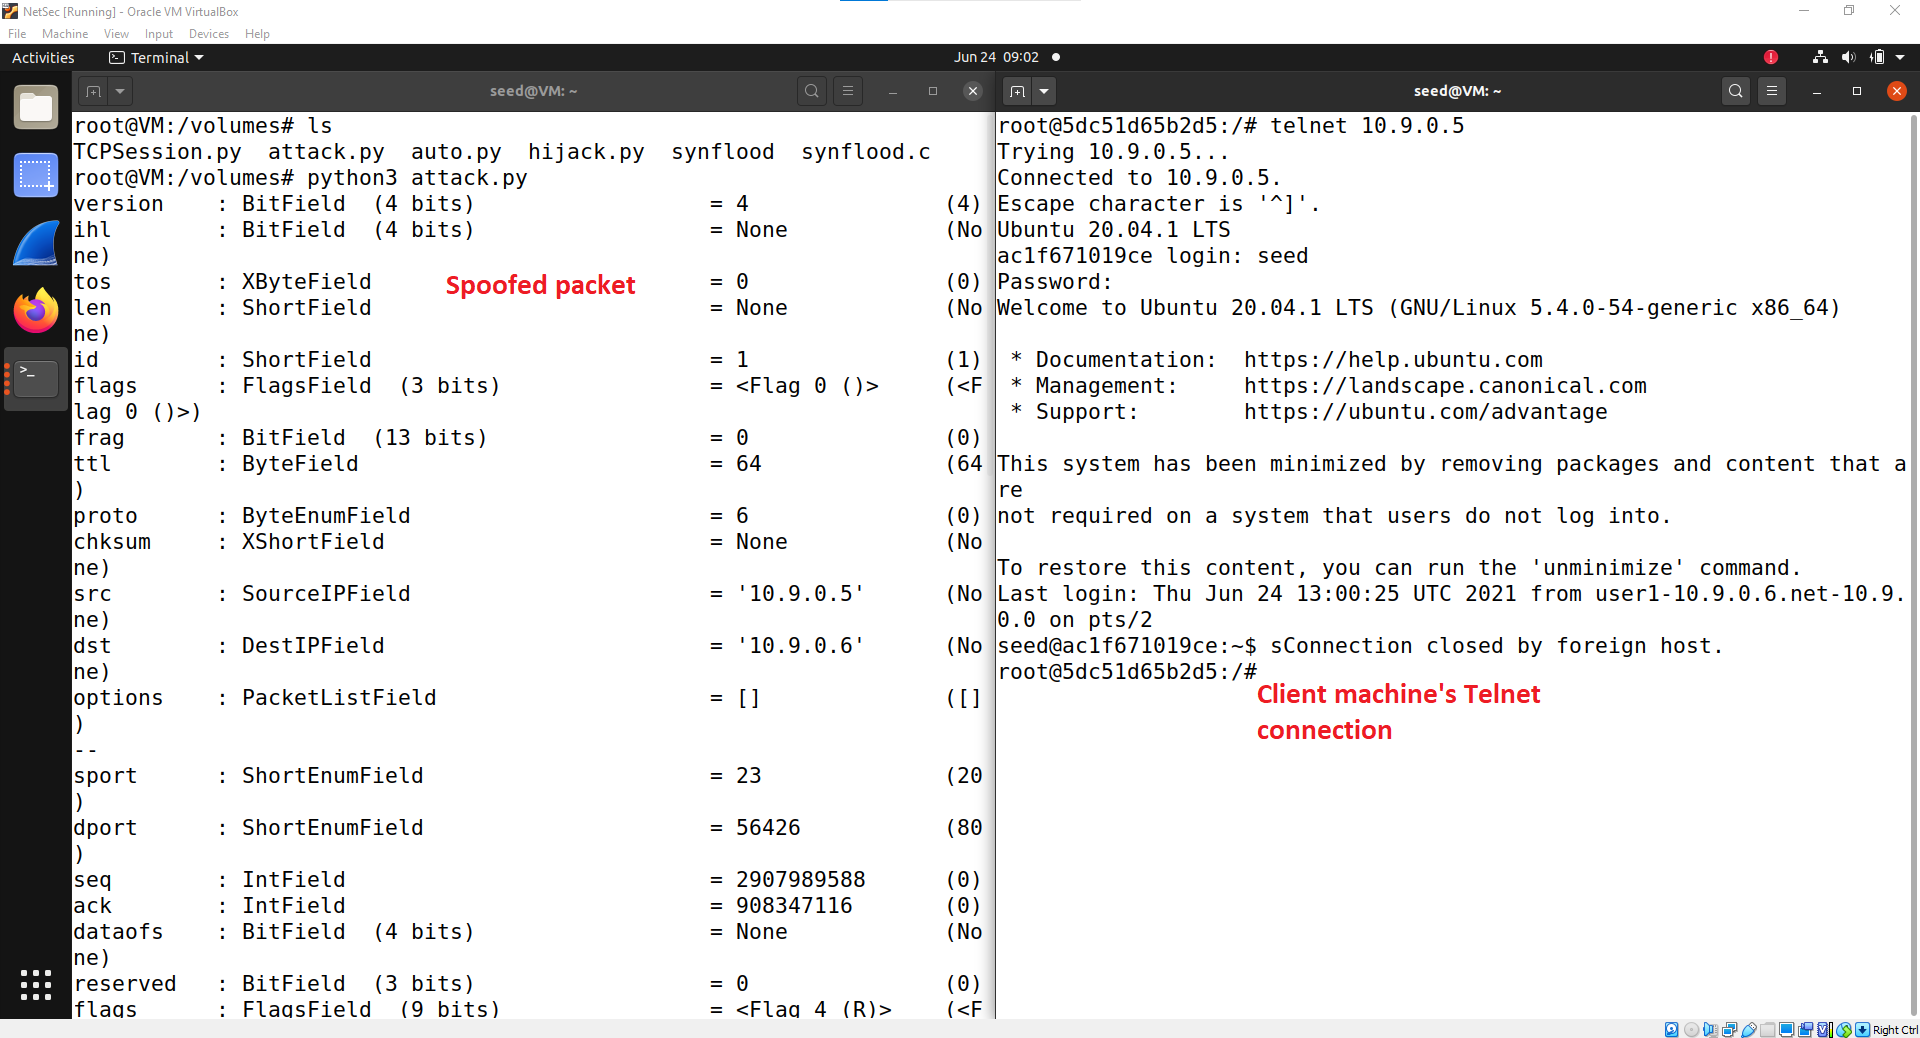 NetSec [Running] - Oracle VM VirtualBox
File Machine View Input Devices Help
Activities Terminal Jun 24 09:02
seed@VM: ~
root@VM:/volumes# ls
TCPSession.py attack.py auto.py hijack.py synflood synflood.c
root@VM:/volumes# python3 attack.py
version : BitField (4 bits) = 4 (4)
ihl : BitField (4 bits) = None (No
ne)
tos : XByteField = 0 (0)
Spoofed packet
len : ShortField = None (No
ne)
id : ShortField = 1 (1)
flags : FlagsField (3 bits) = <Flag 0 ()> (<F
lag 0 ()>)
frag : BitField (13 bits) = 0 (0)
ttl : ByteField = 64 (64
)
proto : ByteEnumField = 6 (0)
chksum : XShortField = None (No
ne)
src : SourceIPField = '10.9.0.5' (No
ne)
dst : DestIPField = '10.9.0.6' (No
ne)
options : PacketListField = [] ([]
)
--
sport : ShortEnumField = 23 (20
)
dport : ShortEnumField = 56426 (80
)
seq : IntField = 2907989588 (0)
ack : IntField = 908347116 (0)
dataofs : BitField (4 bits) = None (No
ne)
reserved : BitField (3 bits) = 0 (0)
flags : FlagsField (9 bits) = <Flag 4 (R)> (<F
seed@VM: ~
root@5dc51d65b2d5:/# telnet 10.9.0.5
Trying 10.9.0.5...
Connected to 10.9.0.5.
Escape character is '^]'.
Ubuntu 20.04.1 LTS
ac1f671019ce login: seed
Password:
Welcome to Ubuntu 20.04.1 LTS (GNU/Linux 5.4.0-54-generic x86_64)
* Documentation: https://help.ubuntu.com
* Management: https://landscape.canonical.com
* Support: https://ubuntu.com/advantage
This system has been minimized by removing packages and content that a
re
not required on a system that users do not log into.
To restore this content, you can run the 'unminimize' command.
Last login: Thu Jun 24 13:00:25 UTC 2021 from user1-10.9.0.6.net-10.9.
0.0 on pts/2
seed@ac1f671019ce:~$ sConnection closed by foreign host.
root@5dc51d65b2d5:/#
Client machine's Telnet
connection
Right Ctrl